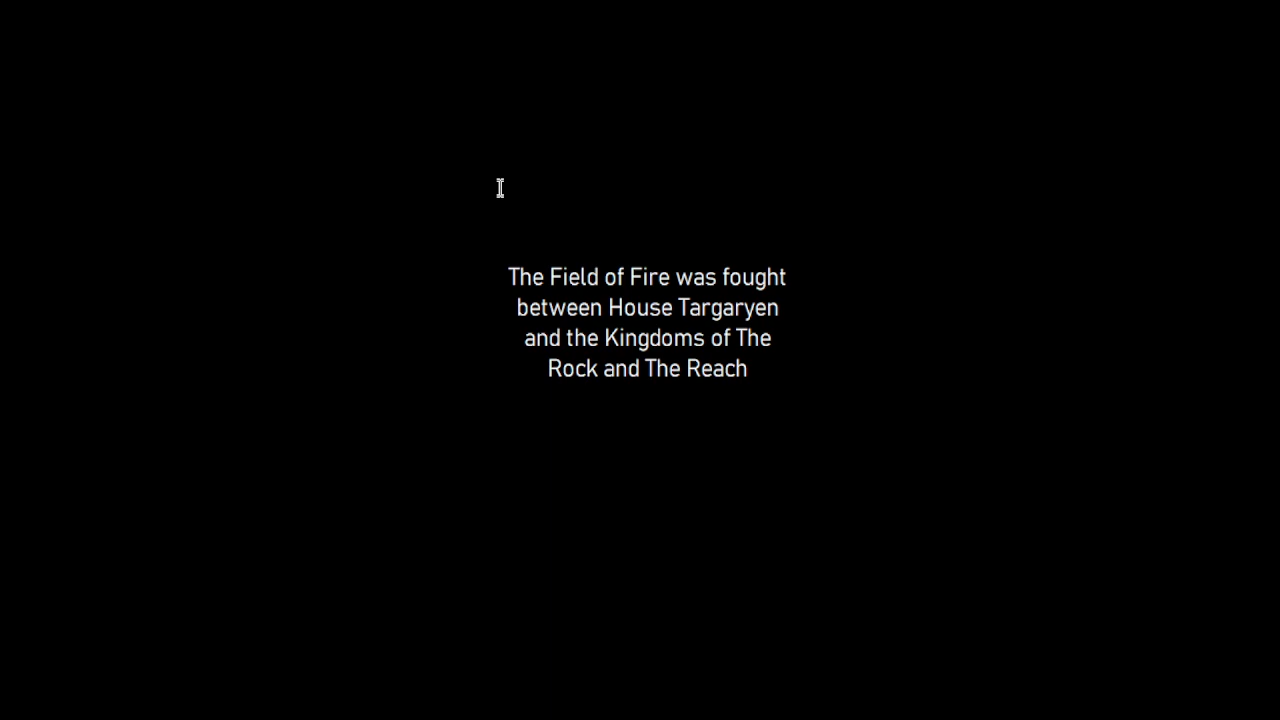 The Field of Fire was fought
between House Targaryen
and the Kingdoms of The
Rock and The Reach